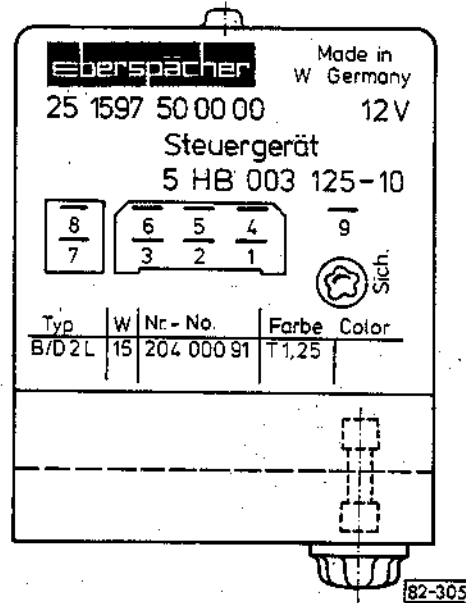 eberspächer
Made in
W Germany
25 1597 50 00 00
12V
Steuergerät
5 HB 003 125-10
8 6 5 4
7 3 2 1 9
Sich.
Typ W Nr.- No. Farbe Color
B/D2L 15 204 000 91 T1,25
82-305